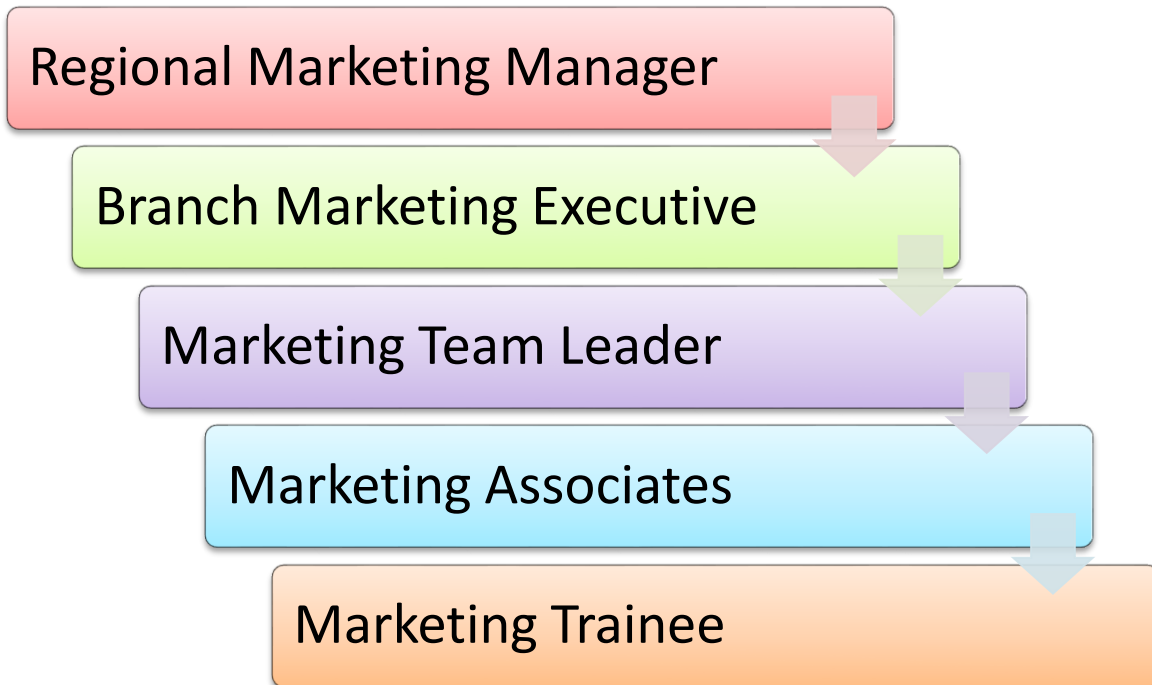 Regional Marketing Manager
Branch Marketing Executive
Marketing Team Leader
Marketing Associates
Marketing Trainee